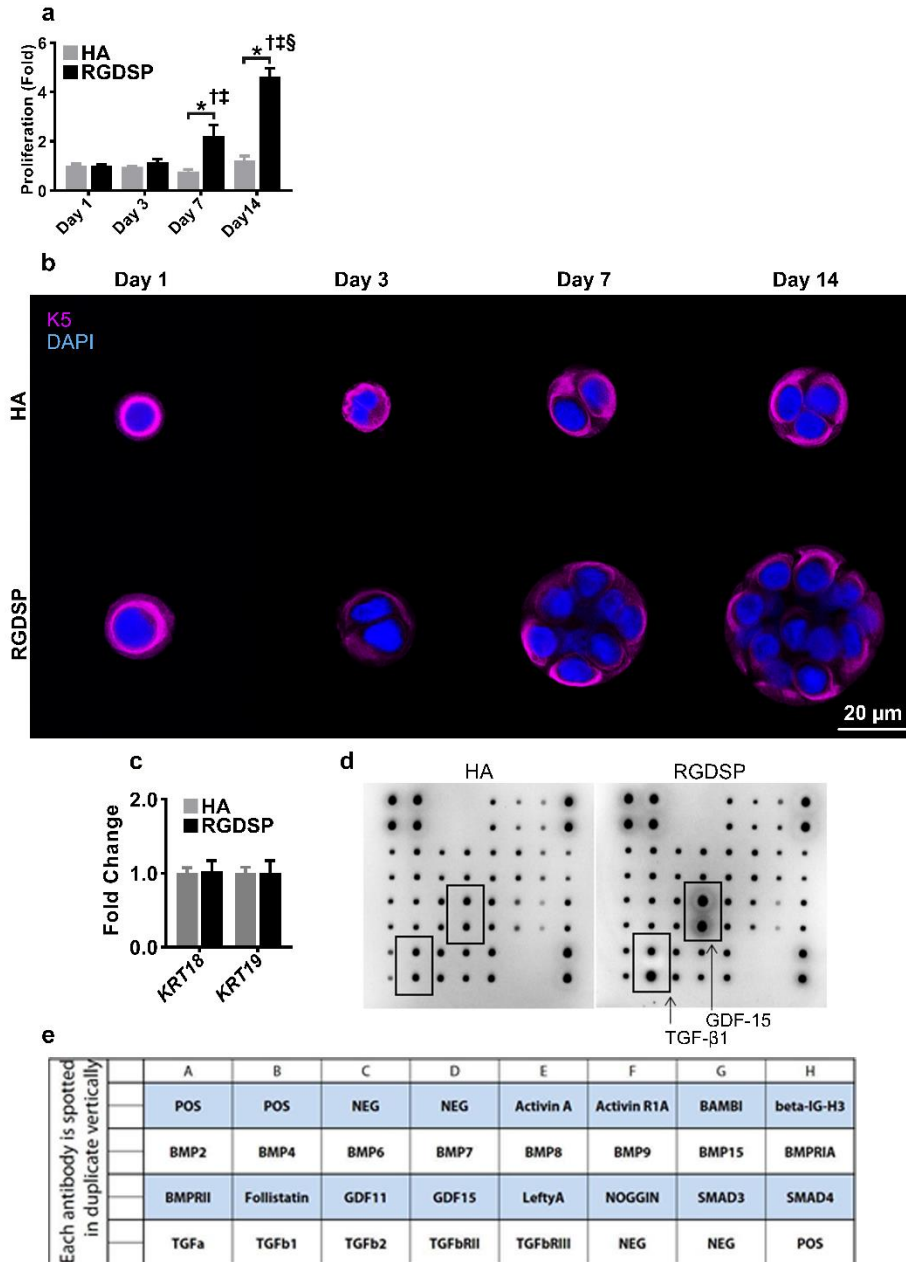 a
Proliferation (Fold)
6
4
2
0
HA
RGDSP
*
†‡
*
†‡§
Day 1
Day 3
Day 7
Day14
b
Day 1
Day 3
Day 7
Day 14
K5
DAPI
HA
RGDSP
20 µm
c
Fold Change
2.0
1.0
0.0
HA
RGDSP
KRT18
KRT19
d
HA
RGDSP
GDF-15
TGF-β1
e
Each antibody is spotted
in duplicate vertically
A B C D E F G H
POS POS NEG NEG Activin A Activin R1A BAMBI beta-IG-H3
BMP2 BMP4 BMP6 BMP7 BMP8 BMP9 BMP15 BMPRIA
BMPRII Follistatin GDF11 GDF15 LeftyA NOGGIN SMAD3 SMAD4
TGFa TGFb1 TGFb2 TGFbRII TGFbRIII NEG NEG POS